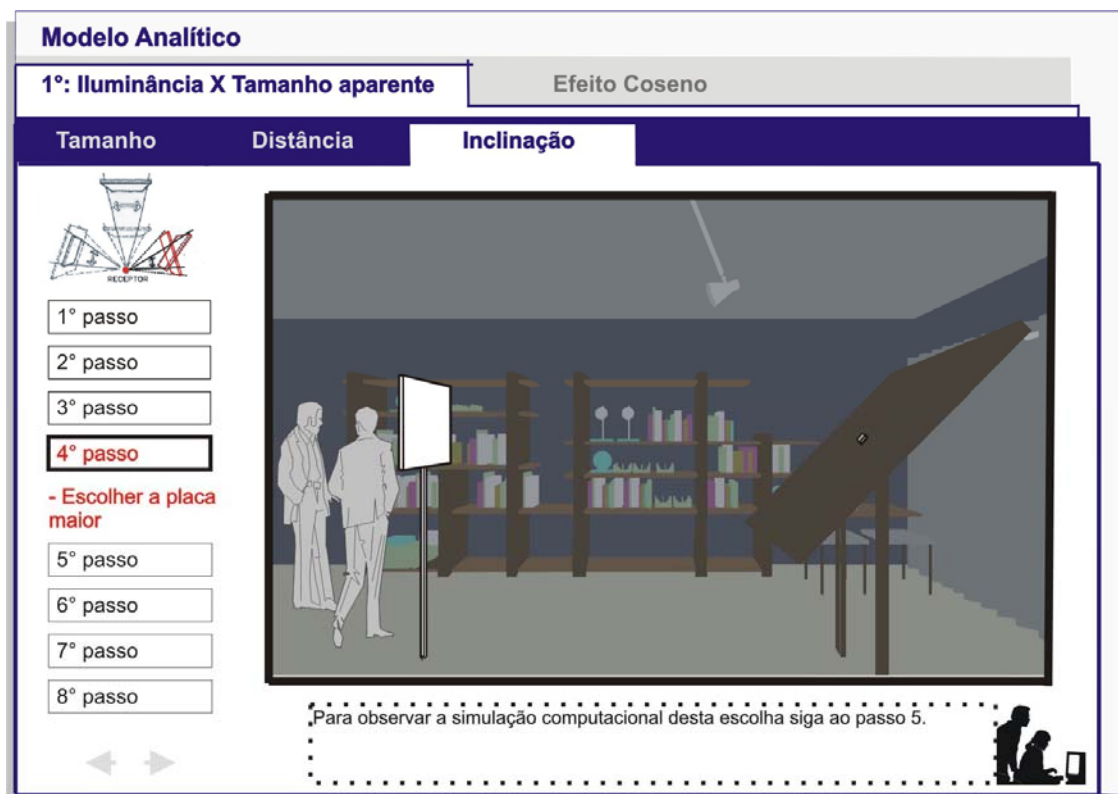 Modelo Analítico
1°: Iluminância X Tamanho aparente
Efeito Coseno
Tamanho
Distância
Inclinação
RECEPTOR
1° passo
2° passo
3° passo
4° passo
- Escolher a placa
maior
5° passo
6° passo
7° passo
8° passo
Para observar a simulação computacional desta escolha siga ao passo 5.